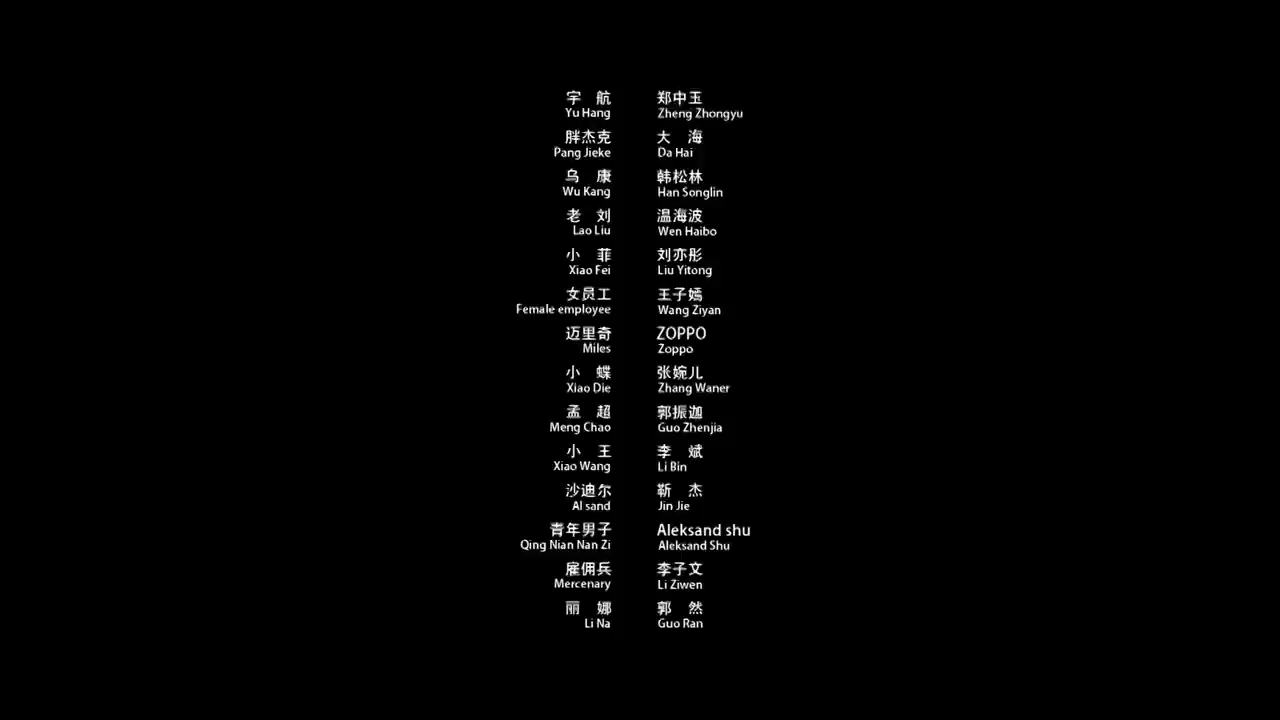 宇 航 郑中玉
Yu Hang Zheng Zhongyu
胖杰克 大 海
Pang Jieke Da Hai
乌 康 韩松林
Wu Kang Han Songlin
老 刘 温海波
Lao Liu Wen Haibo
小 菲 刘亦彤
Xiao Fei Liu Yitong
女员工 王子嫣
Female employee Wang Ziyan
迈里奇 ZOPPO
Miles Zoppo
小 蝶 张婉儿
Xiao Die Zhang Waner
孟 超 郭振迦
Meng Chao Guo Zhenjia
小 王 李 斌
Xiao Wang Li Bin
沙迪尔 靳 杰
Al sand Jin Jie
青年男子 Aleksand shu
Qing Nian Nan Zi Aleksand Shu
雇佣兵 李子文
Mercenary Li Ziwen
丽 娜 郭 然
Li Na Guo Ran